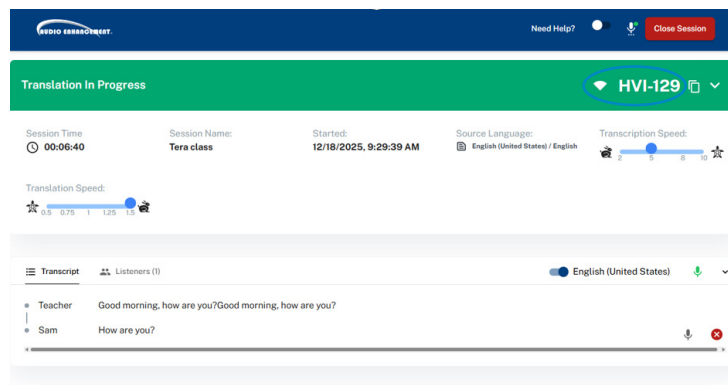 AUDIO ENHANCEMENT.
Need Help?
Close Session
Translation In Progress
HVI-129
Session Time
00:06:40
Session Name:
Tera class
Started:
12/18/2025, 9:29:39 AM
Source Language:
English (United States) / English
Transcription Speed:
2 5 8 10
Translation Speed:
0.5 0.75 1 1.25 1.5
Transcript
Listeners (1)
English (United States)
Teacher
Good morning, how are you?Good morning, how are you?
Sam
How are you?